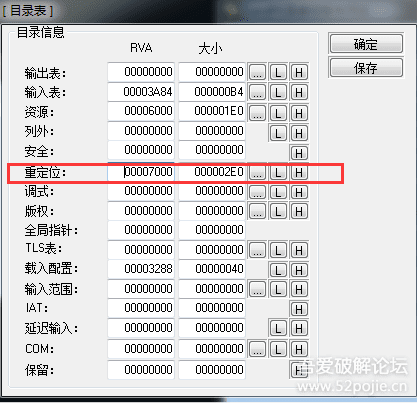 [ 目录表 ]
目录信息
RVA 大小
确定
保存
输出表： 00000000 00000000 ... L H
输入表： 00003A84 000000B4 ... L H
资源： 00006000 000001E0 ... L H
列外： 00000000 00000000 L H
安全： 00000000 00000000 H
重定位： 00007000 000002E0 ... L H
调式： 00000000 00000000 ... L H
版权： 00000000 00000000 ... L H
全局指针： 00000000 00000000
TLS表： 00000000 00000000 ... L H
载入配置： 00003288 00000040 L H
输入范围： 00000000 00000000 ... L H
IAT： 00000000 00000000 H
延迟输入： 00000000 00000000 L H
COM： 00000000 00000000 ... L H
保留： 00000000 00000000 H
吾爱破解论坛
www.52pojie.cn